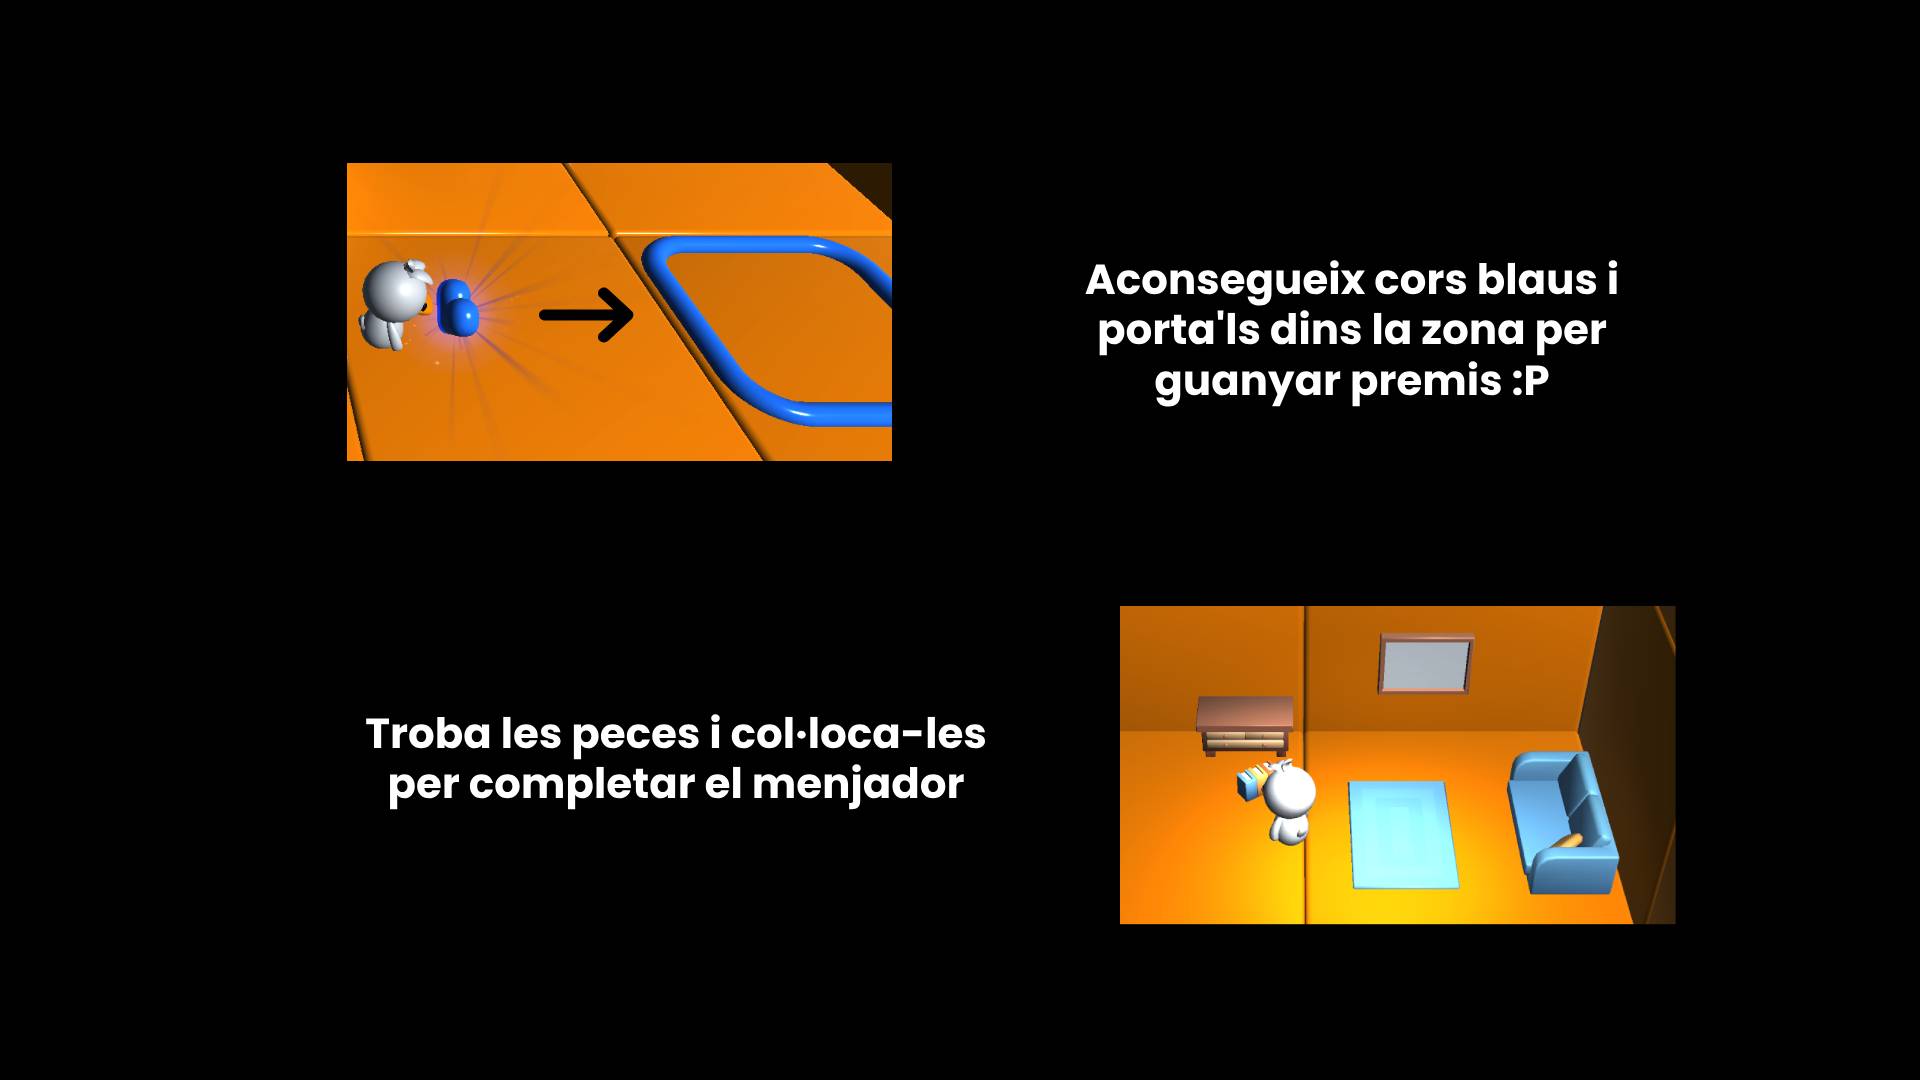 Aconsegueix cors blaus i
porta'ls dins la zona per
guanyar premis :P
Troba les peces i col·loca-les
per completar el menjador